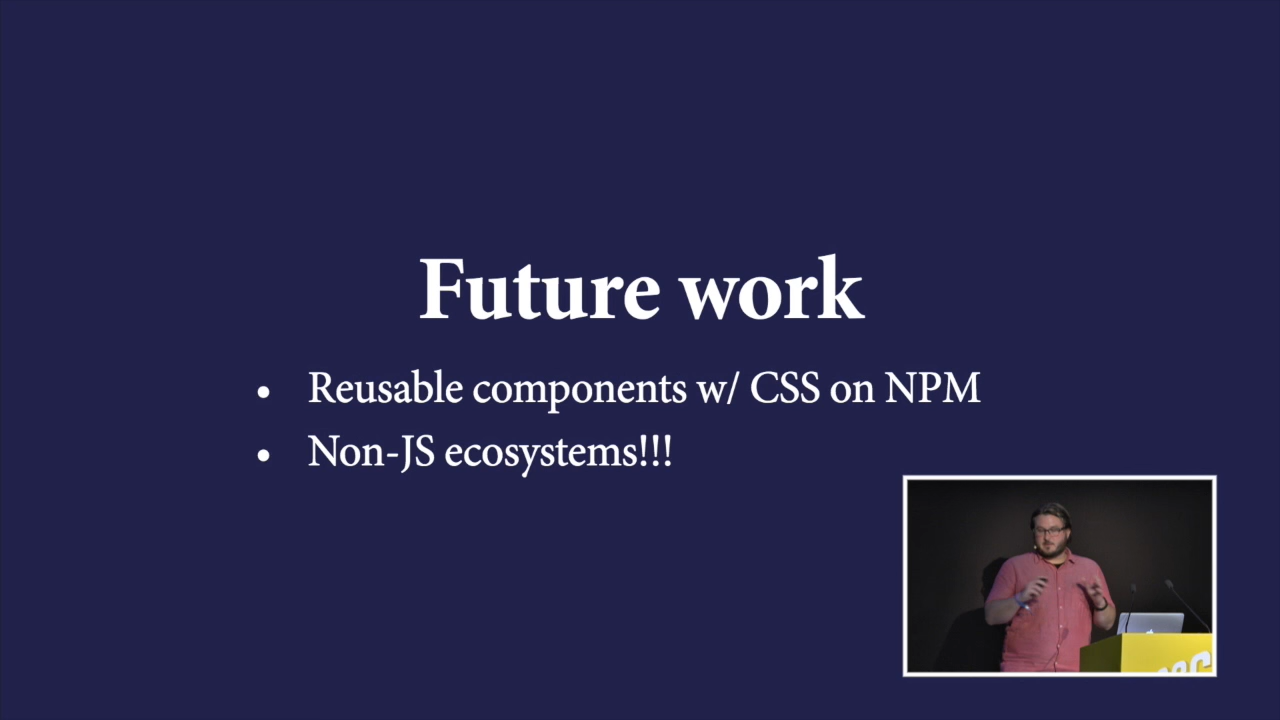 Future work
• Reusable components w/ CSS on NPM
• Non-JS ecosystems!!!